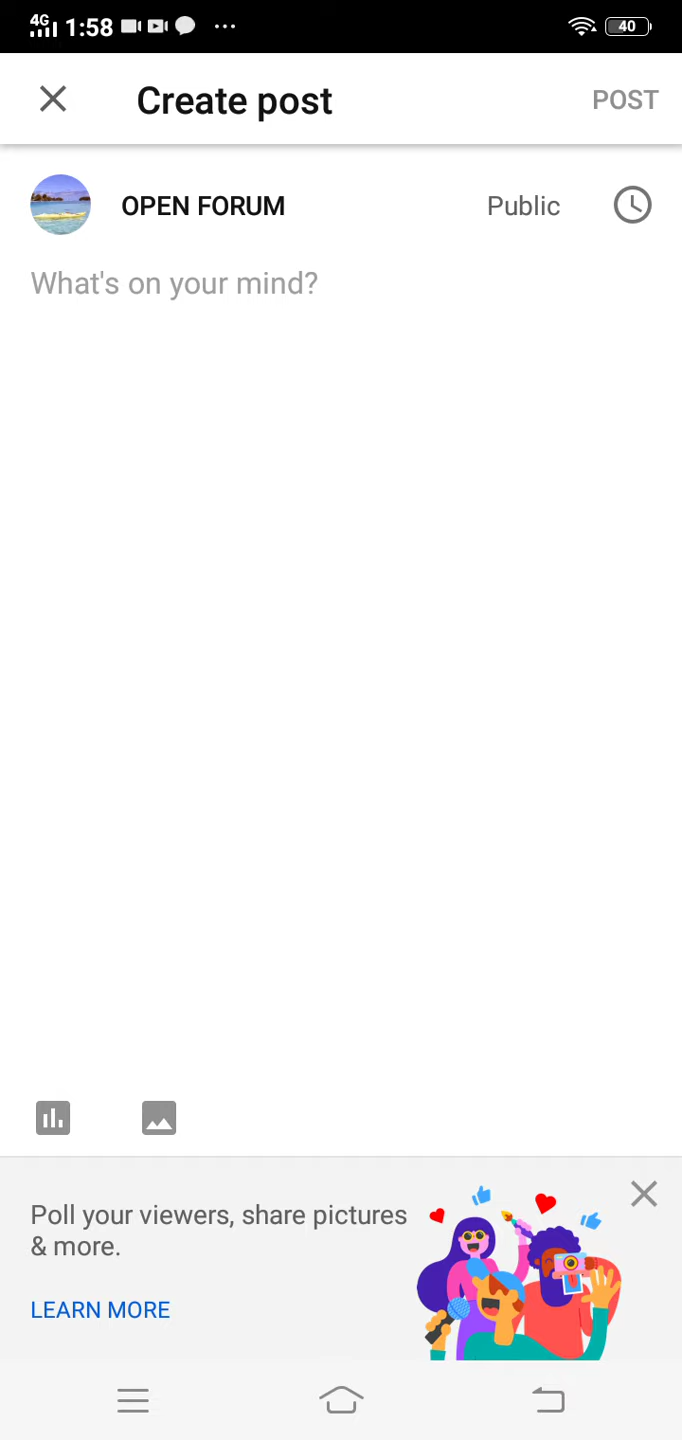 4G 1:58 40
Create post POST
OPEN FORUM Public
What's on your mind?
Poll your viewers, share pictures
& more.
LEARN MORE